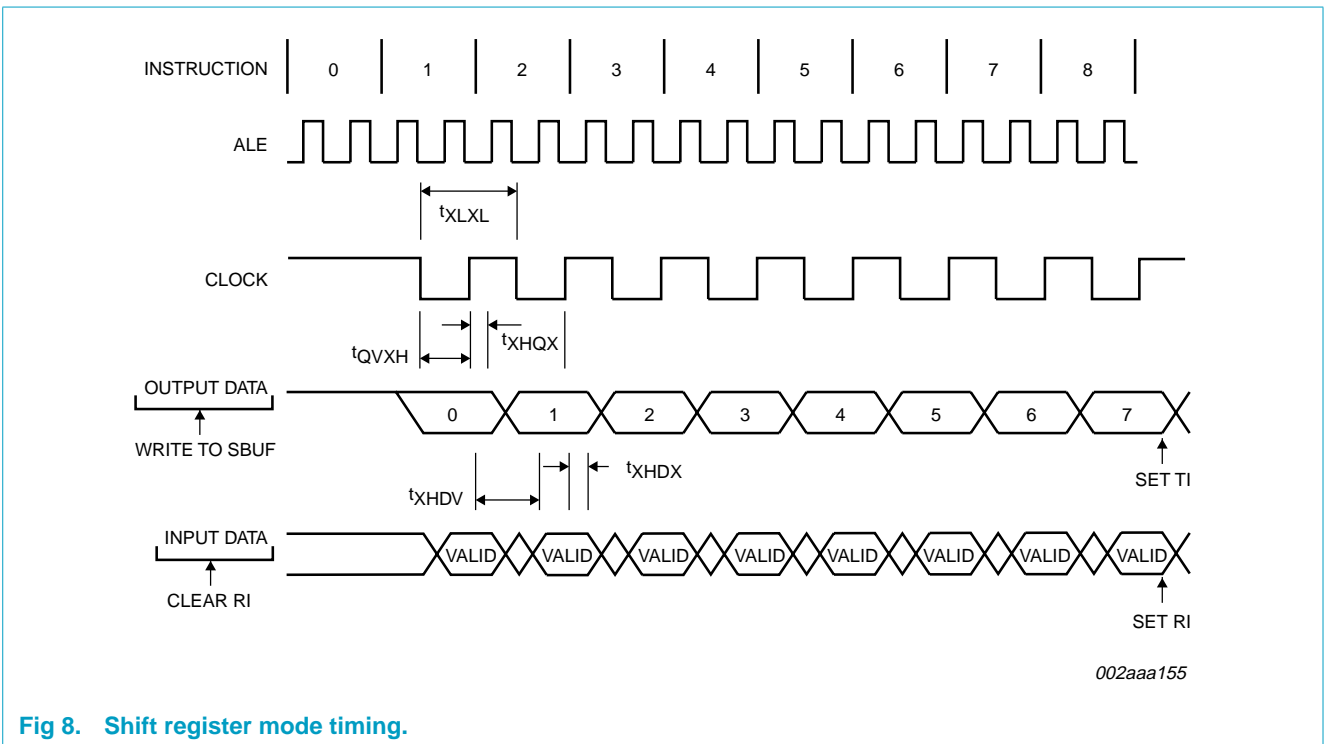 INSTRUCTION 0 1 2 3 4 5 6 7 8
ALE
tXLXL
CLOCK
tQVXH tXHQX
OUTPUT DATA 0 1 2 3 4 5 6 7
WRITE TO SBUF
SET TI
tXHDV tXHDX
INPUT DATA VALID VALID VALID VALID VALID VALID VALID VALID
CLEAR RI
SET RI
002aaa155
Fig 8. Shift register mode timing.